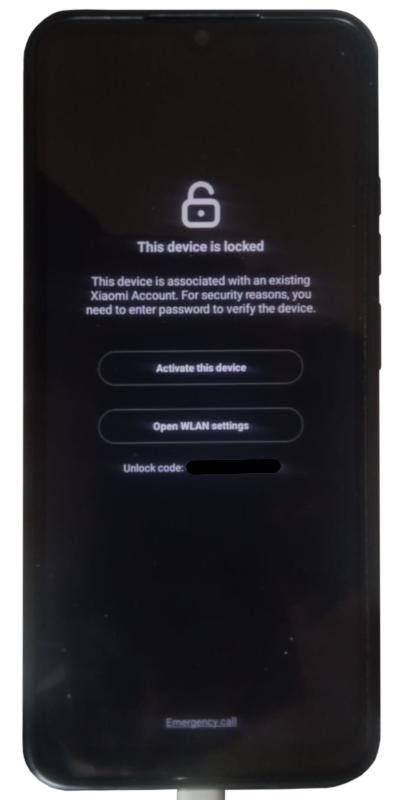 This device is locked
This device is associated with an existing
Xiaomi Account. For security reasons, you
need to enter password to verify the device.
Activate this device
Open WLAN settings
Unlock code:
Emergency call